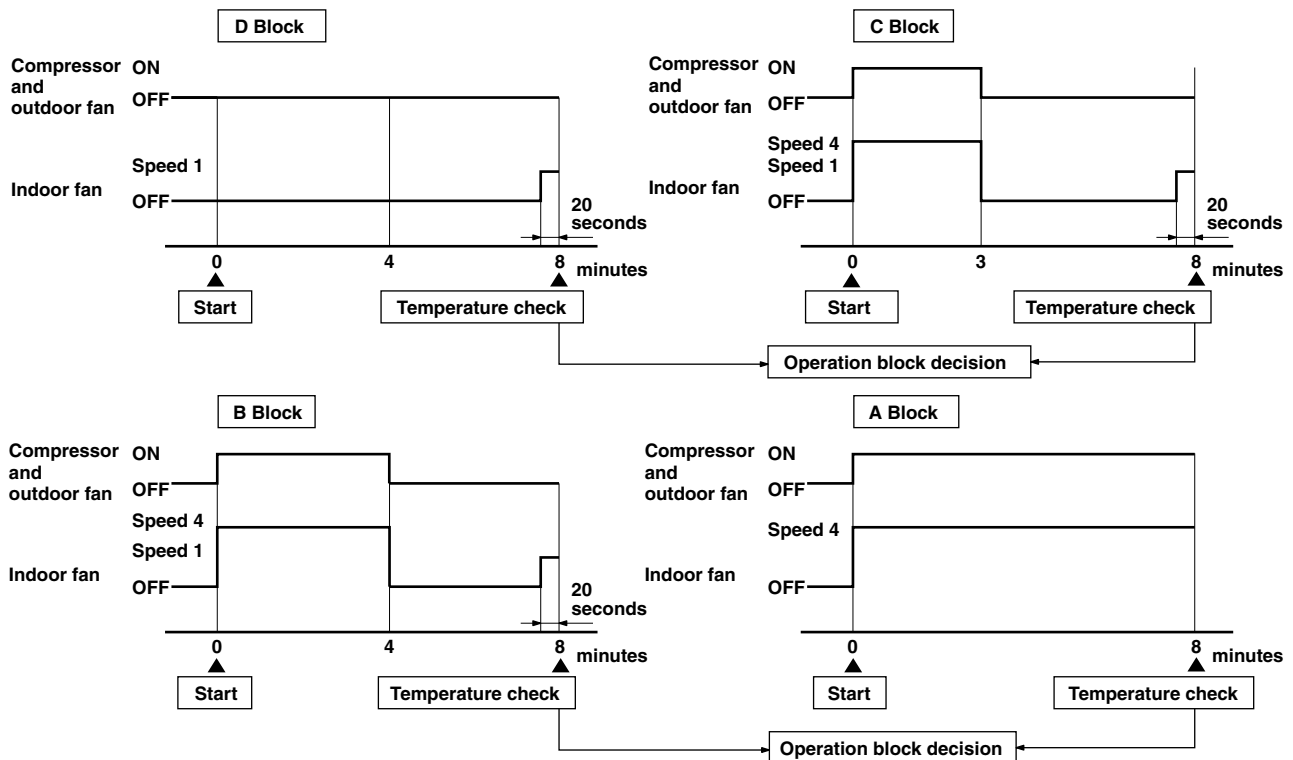 D Block
Compressor
and
outdoor fan
ON
OFF
Speed 1
Indoor fan
OFF
20
seconds
0
4
8
minutes
Start
Temperature check
C Block
Compressor
and
outdoor fan
ON
OFF
Speed 4
Speed 1
Indoor fan
OFF
20
seconds
0
3
8
minutes
Start
Temperature check
Operation block decision
B Block
Compressor
and
outdoor fan
ON
OFF
Speed 4
Speed 1
Indoor fan
OFF
20
seconds
0
4
8
minutes
Start
Temperature check
A Block
Compressor
and
outdoor fan
ON
OFF
Speed 4
Indoor fan
OFF
0
8
minutes
Start
Temperature check
Operation block decision